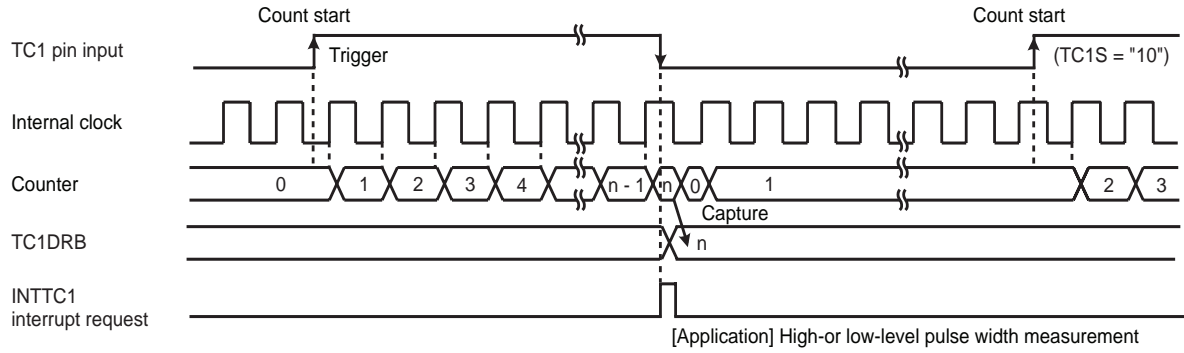 Count start
Count start
TC1 pin input
Trigger
(TC1S = "10")
Internal clock
Counter
0 1 2 3 4 n - 1 n 0 1 2 3
Capture
TC1DRB
n
INTTC1
interrupt request
[Application] High-or low-level pulse width measurement